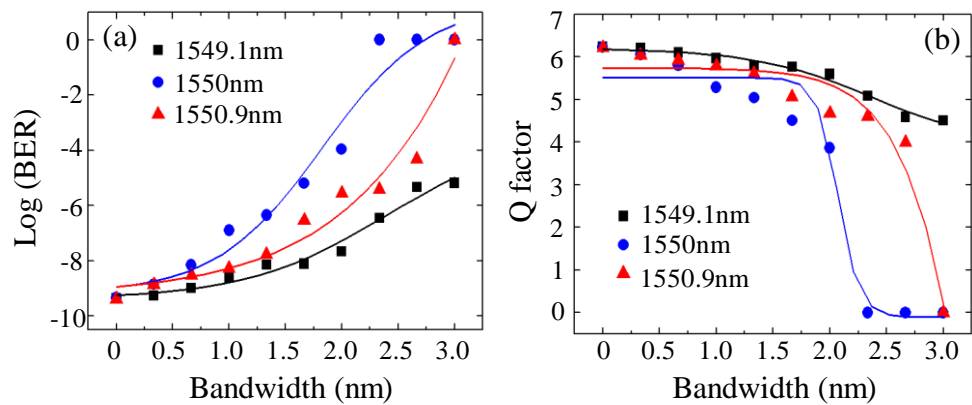 (a)
Log (BER)
0
-2
-4
-6
-8
-10
1549.1nm
1550nm
1550.9nm
0 0.5 1.0 1.5 2.0 2.5 3.0
Bandwidth (nm)
(b)
Q factor
7
6
5
4
3
2
1
0
1549.1nm
1550nm
1550.9nm
0 0.5 1.0 1.5 2.0 2.5 3.0
Bandwidth (nm)